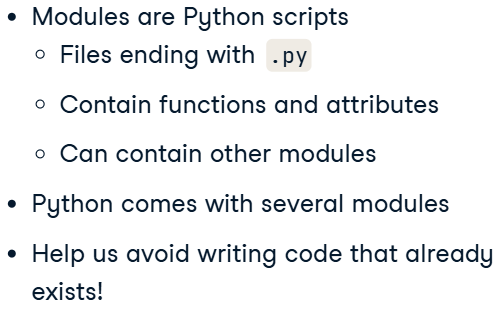 • Modules are Python scripts
◦ Files ending with .py
◦ Contain functions and attributes
◦ Can contain other modules
• Python comes with several modules
• Help us avoid writing code that already
exists!